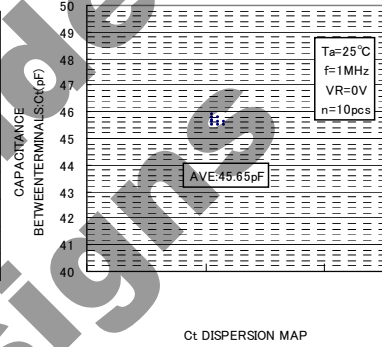 50
49
48
47
46
45
44
43
42
41
40
CAPACITANCE
BETWEENTERMINALS:Ct(pF)
Ta=25℃
f=1MHz
VR=0V
n=10pcs
AVE:45.65pF
Ct DISPERSION MAP